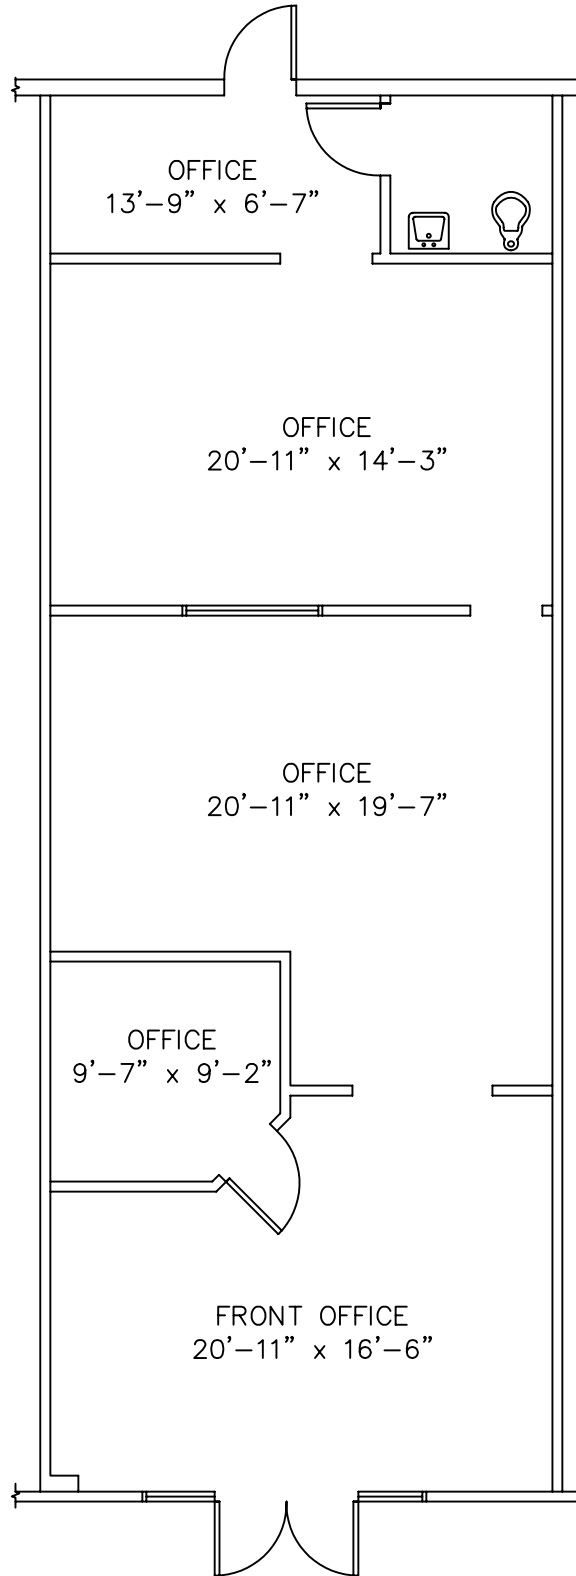 OFFICE
13’-9” x 6’-7”
OFFICE
20’-11” x 14’-3”
OFFICE
20’-11” x 19’-7”
OFFICE
9’-7” x 9’-2”
FRONT OFFICE
20’-11” x 16’-6”